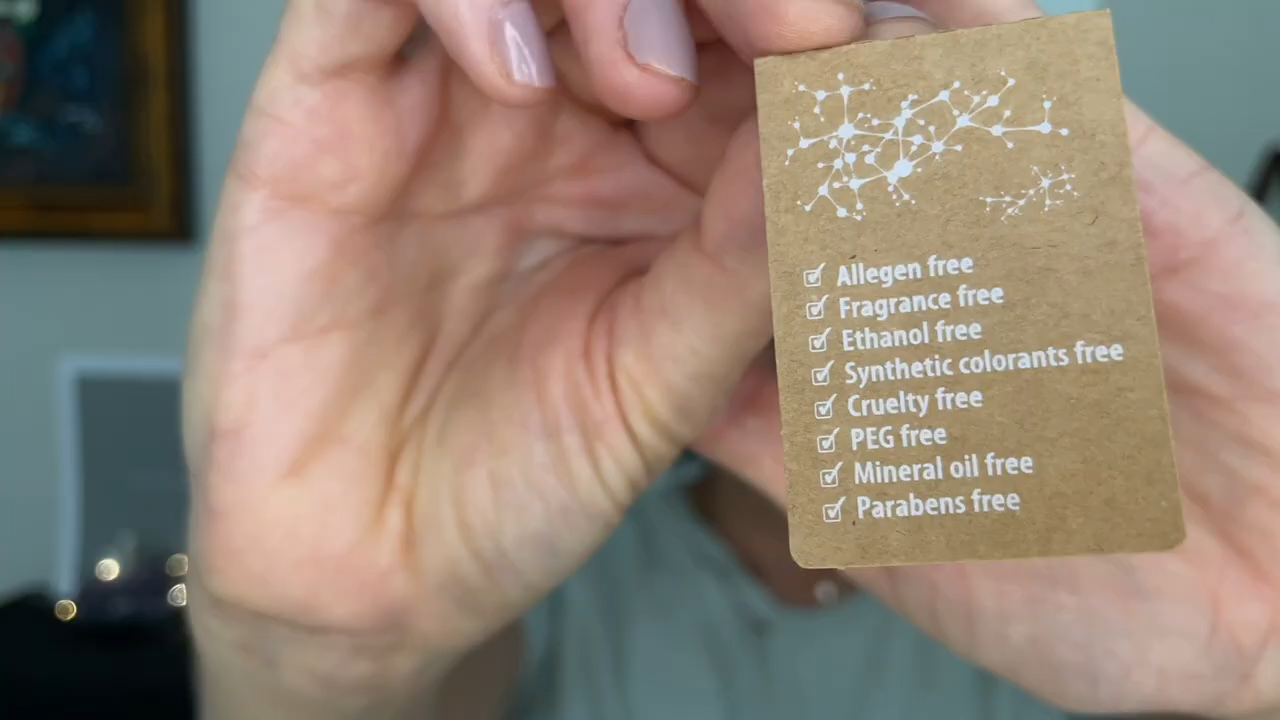 Allegen free
Fragrance free
Ethanol free
Synthetic colorants free
Cruelty free
PEG free
Mineral oil free
Parabens free